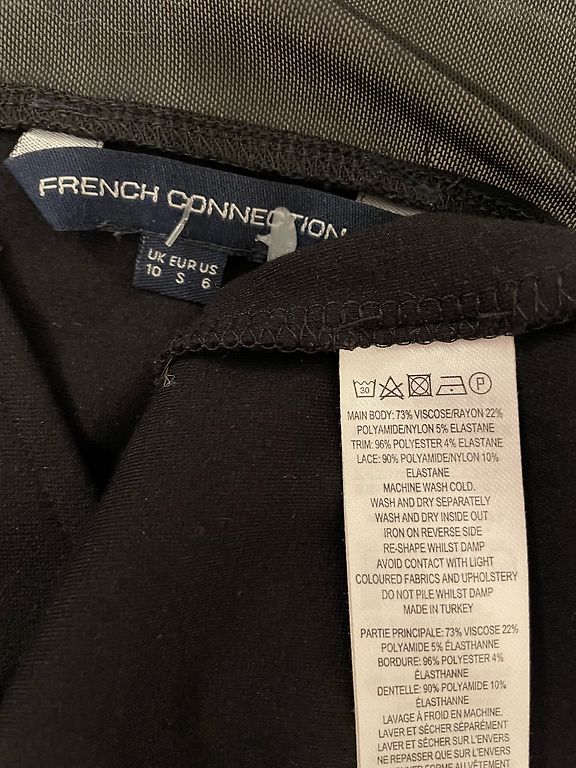 FRENCH CONNECTION
UK EUR US
10 S 6
30
P
MAIN BODY: 73% VISCOSE/RAYON 22%
POLYAMIDE/NYLON 5% ELASTANE
TRIM: 96% POLYESTER 4% ELASTANE
LACE: 90% POLYAMIDE/NYLON 10%
ELASTANE
MACHINE WASH COLD.
WASH AND DRY SEPARATELY
WASH AND DRY INSIDE OUT
IRON ON REVERSE SIDE
RE-SHAPE WHILST DAMP
AVOID CONTACT WITH LIGHT
COLOURED FABRICS AND UPHOLSTERY
DO NOT PILE WHILST DAMP
MADE IN TURKEY
PARTIE PRINCIPALE: 73% VISCOSE 22%
POLYAMIDE 5% ÉLASTHANNE
BORDURE: 96% POLYESTER 4%
ÉLASTHANNE
DENTELLE: 90% POLYAMIDE 10%
ÉLASTHANNE
LAVAGE À FROID EN MACHINE.
LAVER ET SÉCHER SÉPARÉMENT
LAVER ET SÉCHER SUR L'ENVERS
NE REPASSER QUE SUR L'ENVERS
FORME AU VÊTEMENT